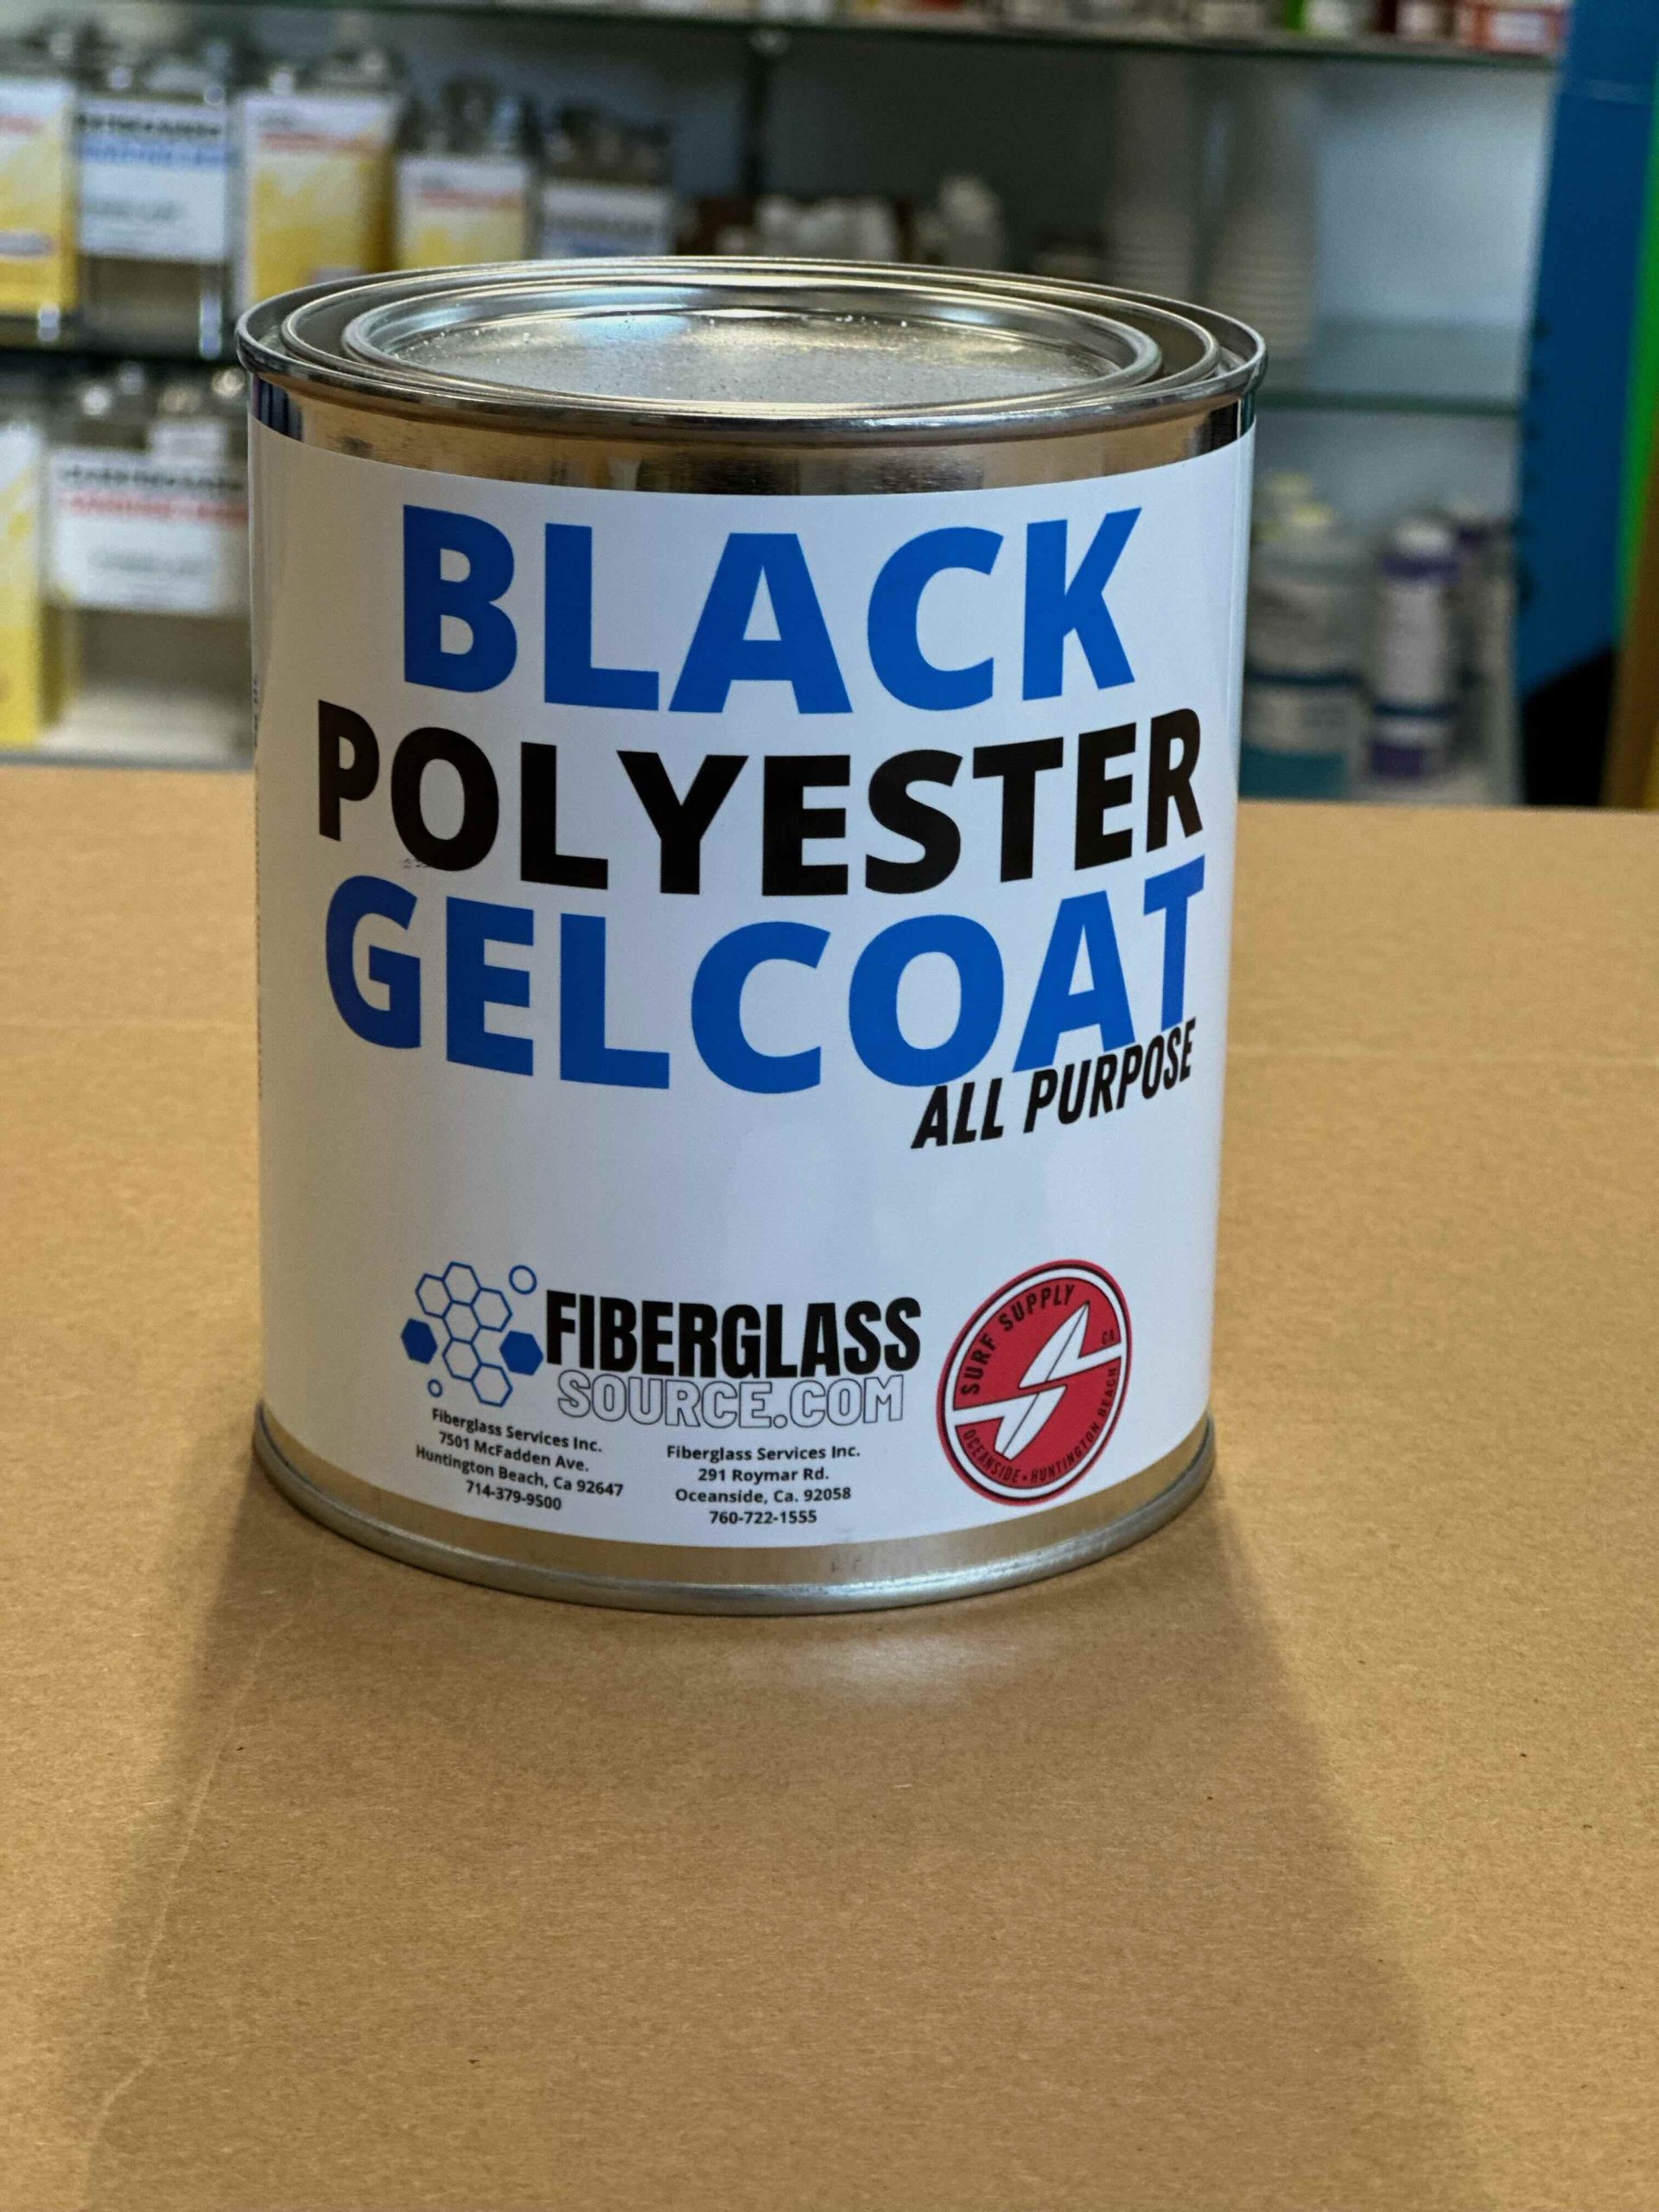 BLACK
POLYESTER
GELCOAT
ALL PURPOSE
FIBERGLASS
SOURCE.COM
Fiberglass Services Inc.
7501 McFadden Ave.
Huntington Beach, Ca 92647
714-379-9500
Fiberglass Services Inc.
291 Roymar Rd.
Oceanside, Ca. 92058
760-722-1555
SURF SUPPLY
CA.
OCEANSIDE • HUNTINGTON BEACH